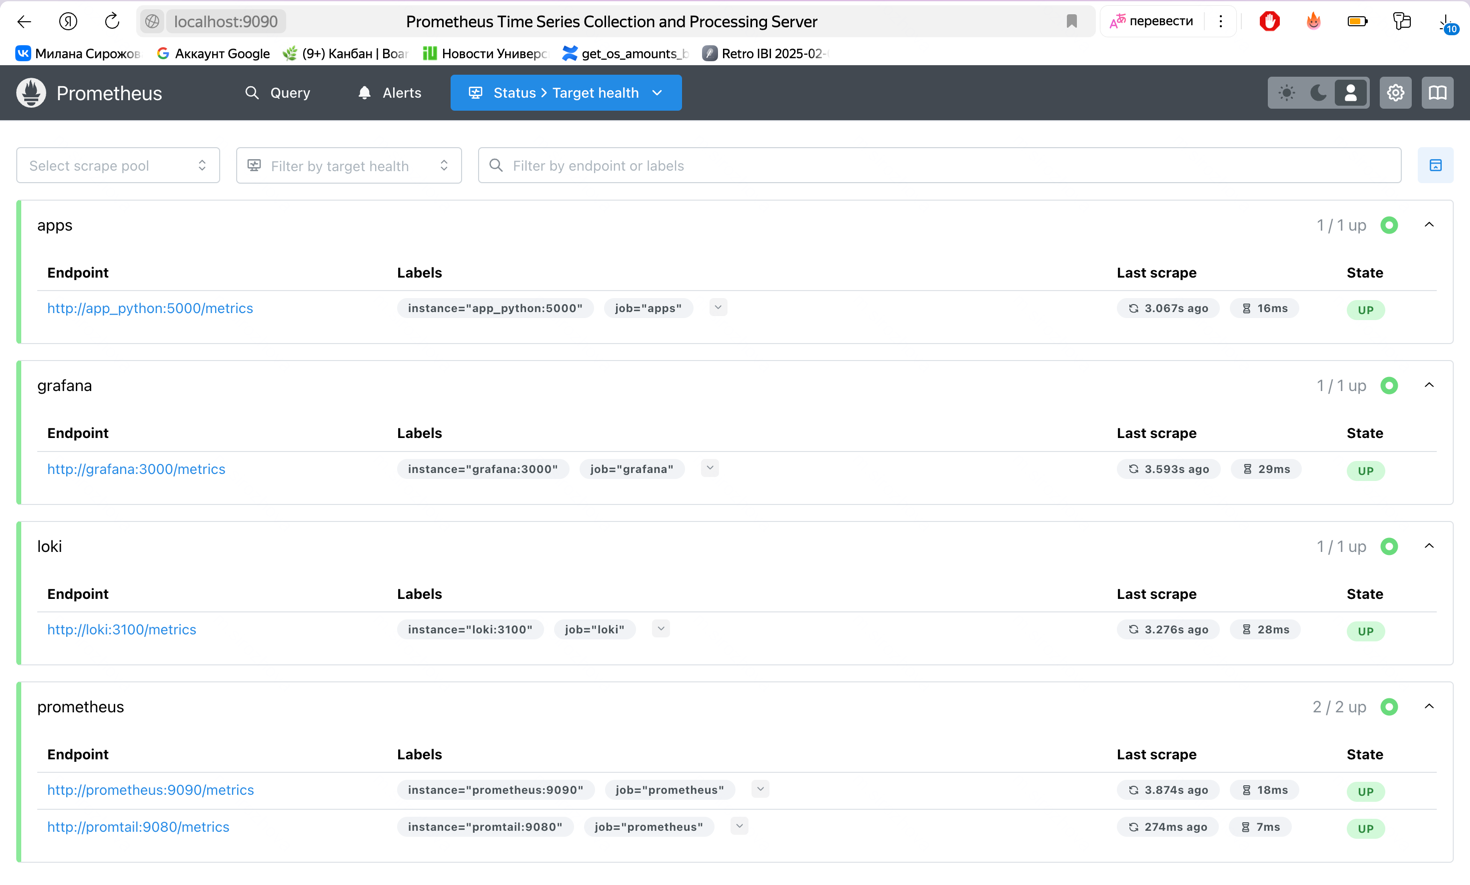 localhost:9090
Prometheus Time Series Collection and Processing Server
перевести
10
Милана Сирожов
Аккаунт Google
(9+) Канбан | Boar
Новости Универс
get_os_amounts_b
Retro IBI 2025-02-
Prometheus
Query
Alerts
Status > Target health
Select scrape pool
Filter by target health
Filter by endpoint or labels
apps
1 / 1 up
Endpoint Labels Last scrape State
http://app_python:5000/metrics instance="app_python:5000" job="apps" 3.067s ago 16ms UP
grafana
1 / 1 up
Endpoint Labels Last scrape State
http://grafana:3000/metrics instance="grafana:3000" job="grafana" 3.593s ago 29ms UP
loki
1 / 1 up
Endpoint Labels Last scrape State
http://loki:3100/metrics instance="loki:3100" job="loki" 3.276s ago 28ms UP
prometheus
2 / 2 up
Endpoint Labels Last scrape State
http://prometheus:9090/metrics instance="prometheus:9090" job="prometheus" 3.874s ago 18ms UP
http://promtail:9080/metrics instance="promtail:9080" job="prometheus" 274ms ago 7ms UP